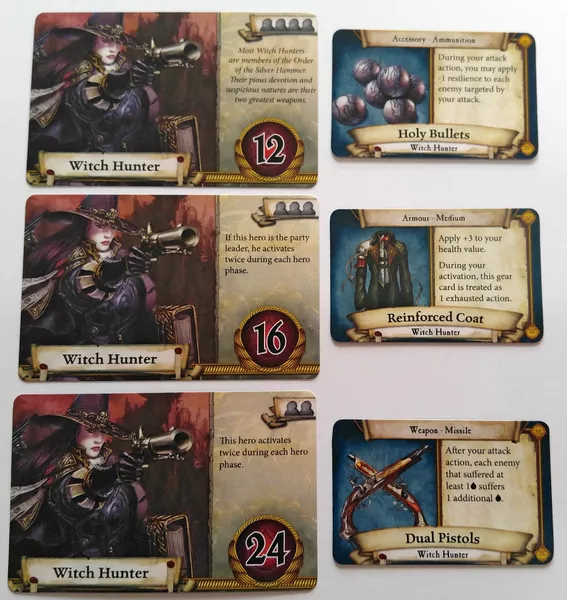 Most Witch Hunters
are members of the Order
of the Silver Hammer.
Their pious devotion and
suspicious natures are their
two greatest weapons.
12
Witch Hunter
Accessory - Ammunition
During your attack
action, you may apply
-1 resilience to each
enemy targeted by
your attack.
Holy Bullets
Witch Hunter
If this hero is the party
leader, he activates
twice during each hero
phase.
16
Witch Hunter
Armour - Medium
Apply +3 to your
health value.
During your
activation, this gear
card is treated as
1 exhausted action.
Reinforced Coat
Witch Hunter
This hero activates
twice during each hero
phase.
24
Witch Hunter
Weapon - Missile
After your attack
action, each enemy
that suffered at
least 1 suffers
1 additional .
Dual Pistols
Witch Hunter